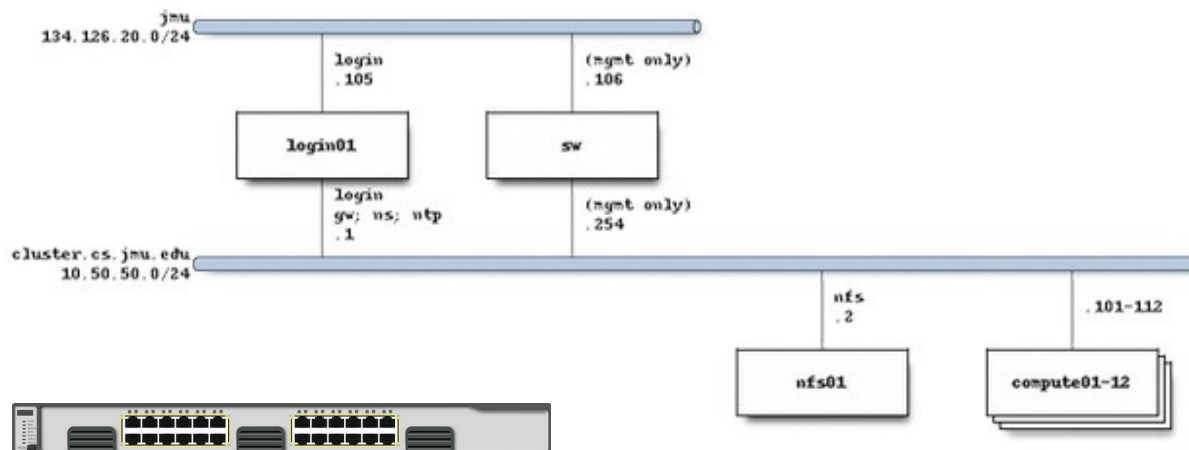 jmu
134.126.20.0/24
login
.105
(mgmt only)
.106
login01
sw
login
gw; ns; ntp
.1
(mgmt only)
.254
cluster.cs.jmu.edu
10.50.50.0/24
nfs
.2
.101-112
nfs01
compute01-12